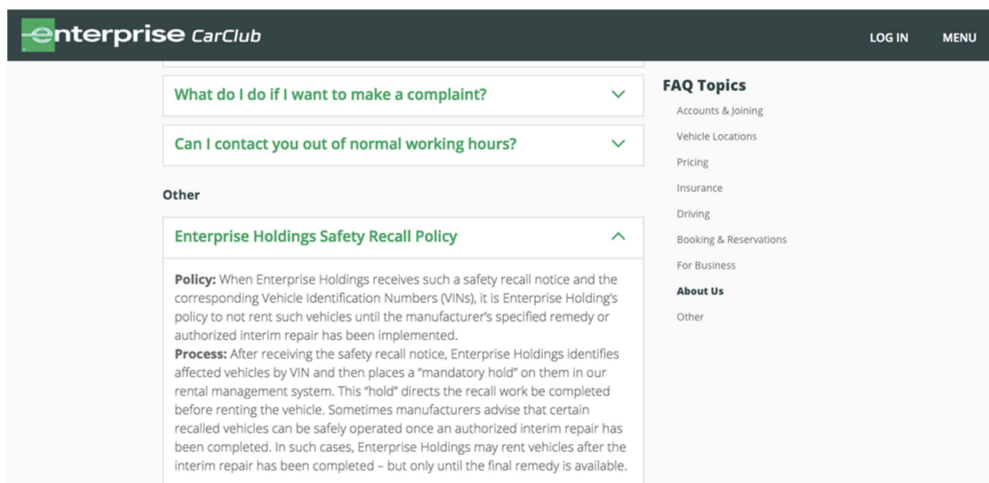 enterprise CarClub
LOG IN MENU
What do I do if I want to make a complaint?
Can I contact you out of normal working hours?
Other
Enterprise Holdings Safety Recall Policy
Policy: When Enterprise Holdings receives such a safety recall notice and the
corresponding Vehicle Identification Numbers (VINs), it is Enterprise Holding's
policy to not rent such vehicles until the manufacturer's specified remedy or
authorized interim repair has been implemented.
Process: After receiving the safety recall notice, Enterprise Holdings identifies
affected vehicles by VIN and then places a "mandatory hold" on them in our
rental management system. This "hold" directs the recall work be completed
before renting the vehicle. Sometimes manufacturers advise that certain
recalled vehicles can be safely operated once an authorized interim repair has
been completed. In such cases, Enterprise Holdings may rent vehicles after the
interim repair has been completed – but only until the final remedy is available.
FAQ Topics
Accounts & Joining
Vehicle Locations
Pricing
Insurance
Driving
Booking & Reservations
For Business
About Us
Other